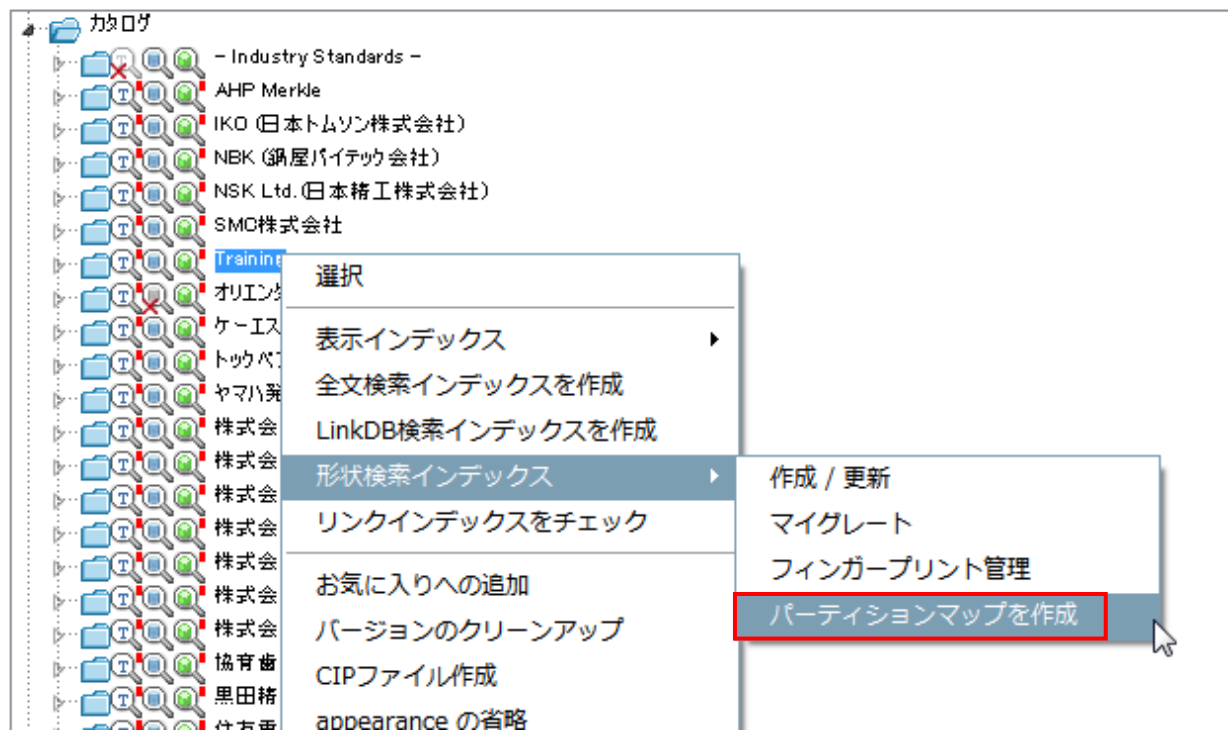 カタログ
- Industry Standards -
AHP Merkle
IKO (日本トムソン株式会社)
NBK (鍋屋バイテック会社)
NSK Ltd. (日本精工株式会社)
SMC株式会社
Training
オリエンタ
ケーエス
トックベ
ヤマハ発
株式会
株式会
株式会
株式会
株式会
株式会
株式会
協育歯
黒田精
住友重
選択
表示インデックス
全文検索インデックスを作成
LinkDB検索インデックスを作成
形状検索インデックス
リンクインデックスをチェック
お気に入りへの追加
バージョンのクリーンアップ
CIPファイル作成
appearance の省略
作成 / 更新
マイグレート
フィンガープリント管理
パーティションマップを作成